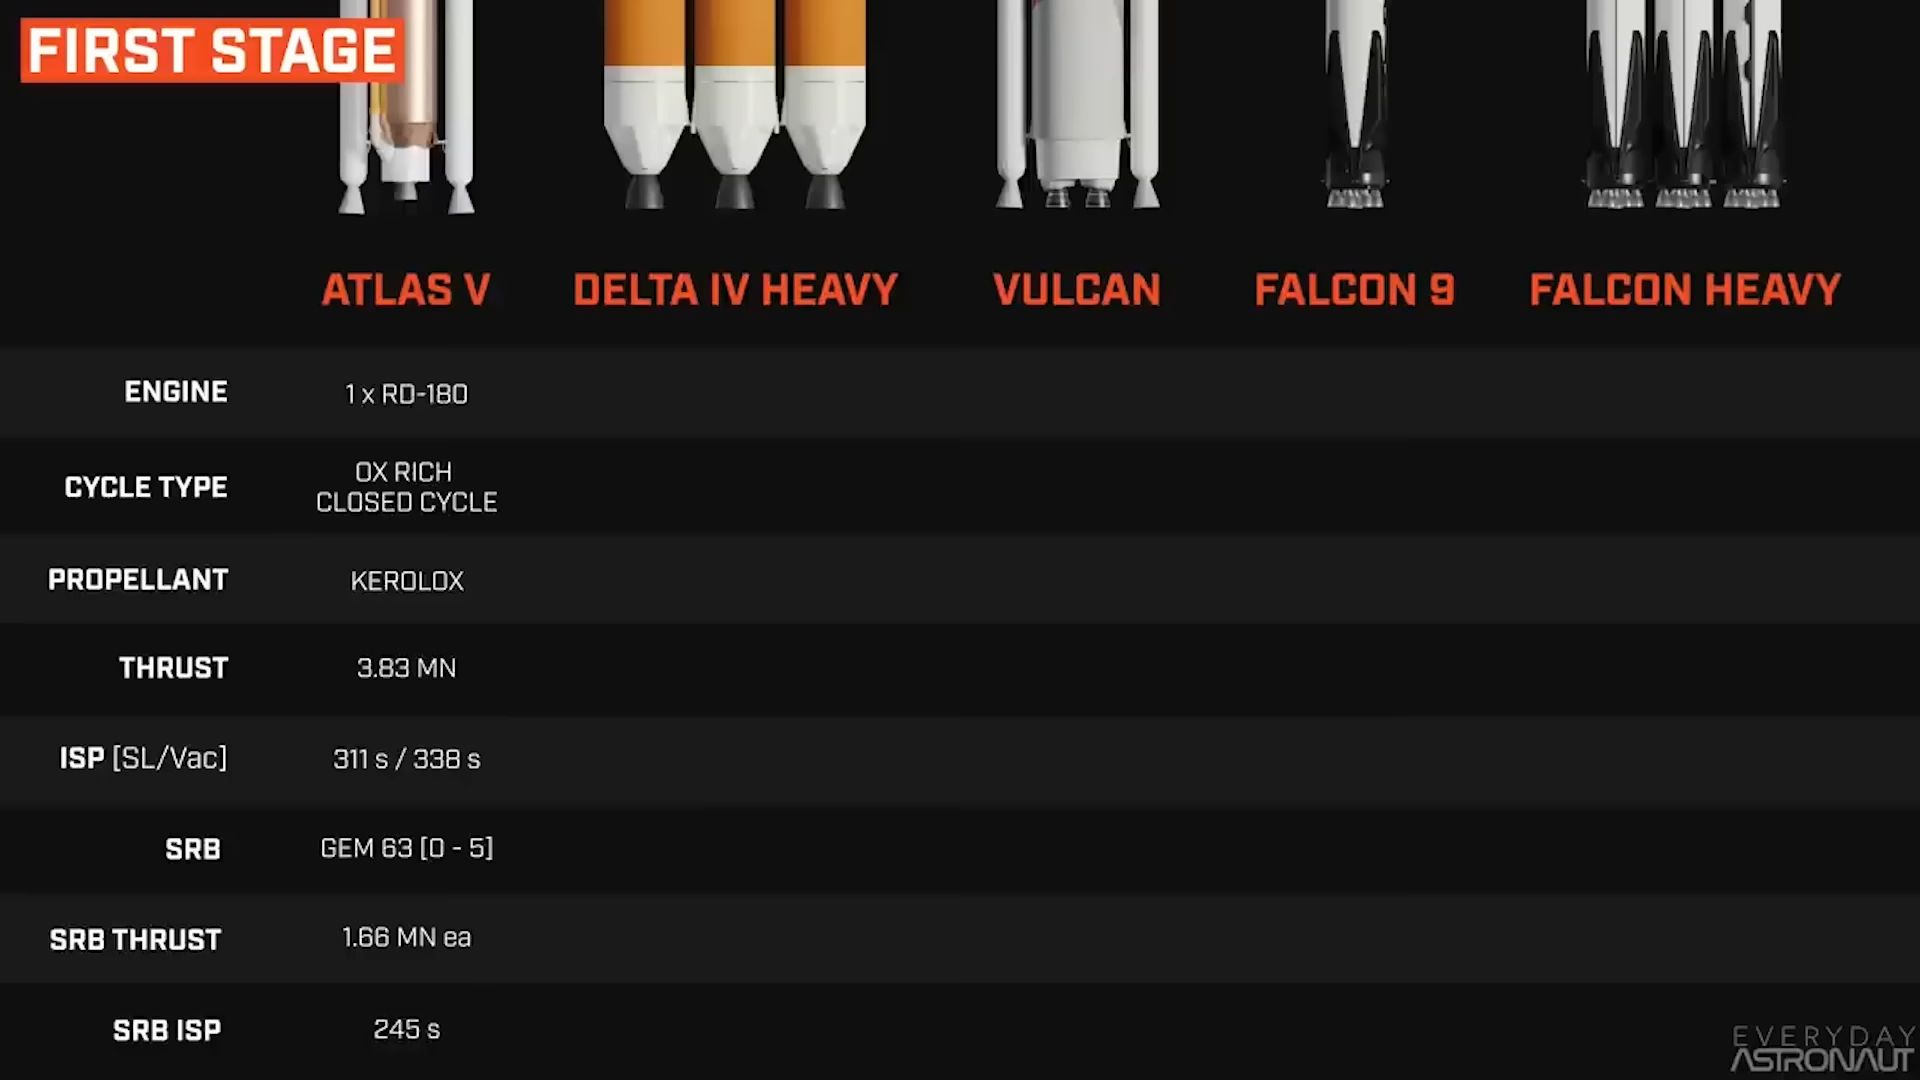 FIRST STAGE
ATLAS V DELTA IV HEAVY VULCAN FALCON 9 FALCON HEAVY
ENGINE 1 x RD-180
CYCLE TYPE OX RICH
CLOSED CYCLE
PROPELLANT KEROLOX
THRUST 3.83 MN
ISP [SL/Vac] 311 s / 338 s
SRB GEM 63 [0 - 5]
SRB THRUST 1.66 MN ea
SRB ISP 245 s
EVERYDAY
ASTRONAUT